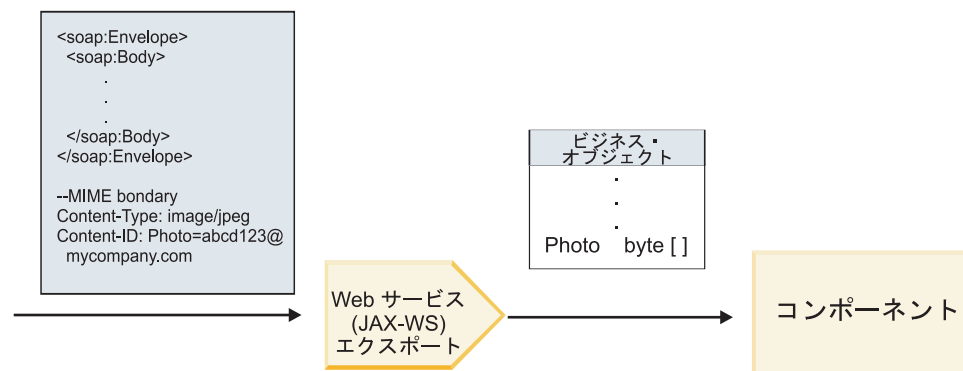 <soap:Envelope>
<soap:Body>
.
.
.
</soap:Body>
</soap:Envelope>
--MIME bondary
Content-Type: image/jpeg
Content-ID: Photo=abcd123@
mycompany.com
Web サービス
(JAX-WS)
エクスポート
ビジネス・
オブジェクト
.
.
.
Photo byte [ ]
コンポーネント